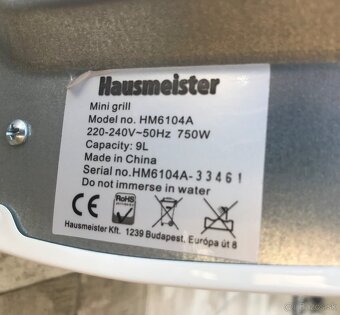 Hausmeister
Mini grill
Model no. HM6104A
220-240V~50Hz 750W
Capacity: 9L
Made in China
Serial no.HM6104A-33461
Do not immerse in water
RoHS
Hausmeister Kft. 1239 Budapest. Európa út 8